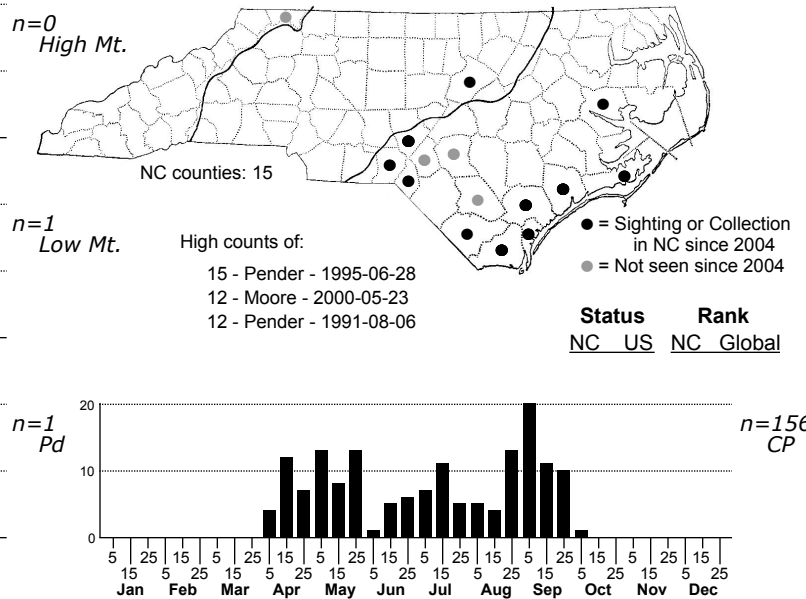 n=0
High Mt.
NC counties: 15
n=1
Low Mt.
High counts of:
15 - Pender - 1995-06-28
12 - Moore - 2000-05-23
12 - Pender - 1991-08-06
= Sighting or Collection
in NC since 2004
= Not seen since 2004
Status Rank
NC US NC Global
n=1
Pd
n=156
CP
20
10
0
5 25 15 5 25 15 5 25 15 5 25 15 5 25 15 5 25 15
15 5 25 15 5 25 15 5 25 15 5 25 15 5 25 15 5 25
Jan Feb Mar Apr May Jun Jul Aug Sep Oct Nov Dec